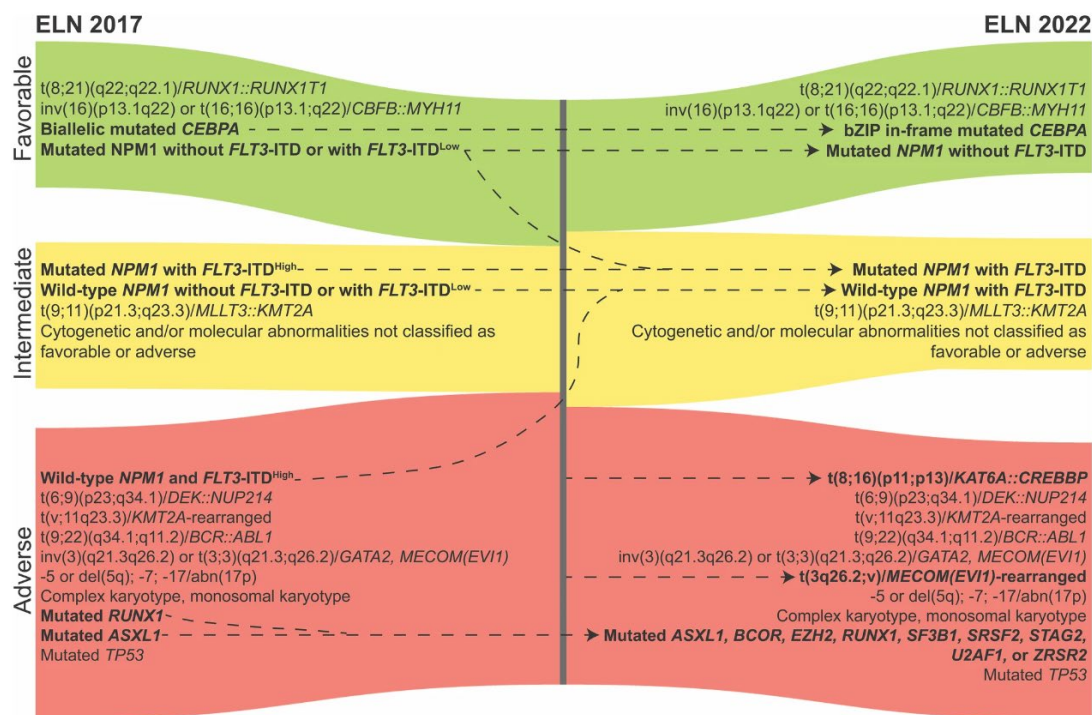 ELN 2017
ELN 2022
Favorable
t(8;21)(q22;q22.1)/RUNX1::RUNX1T1
inv(16)(p13.1q22) or t(16;16)(p13.1;q22)/CBFB::MYH11
Biallelic mutated CEBPA
Mutated NPM1 without FLT3-ITD or with FLT3-ITDLow
t(8;21)(q22;q22.1)/RUNX1::RUNX1T1
inv(16)(p13.1q22) or t(16;16)(p13.1;q22)/CBFB::MYH11
bZIP in-frame mutated CEBPA
Mutated NPM1 without FLT3-ITD
Intermediate
Mutated NPM1 with FLT3-ITDHigh
Wild-type NPM1 without FLT3-ITD or with FLT3-ITDLow
t(9;11)(p21.3;q23.3)/MLLT3::KMT2A
Cytogenetic and/or molecular abnormalities not classified as
favorable or adverse
Mutated NPM1 with FLT3-ITD
Wild-type NPM1 with FLT3-ITD
t(9;11)(p21.3;q23.3)/MLLT3::KMT2A
Cytogenetic and/or molecular abnormalities not classified as
favorable or adverse
Adverse
Wild-type NPM1 and FLT3-ITDHigh
t(6;9)(p23;q34.1)/DEK::NUP214
t(v;11q23.3)/KMT2A-rearranged
t(9;22)(q34.1;q11.2)/BCR::ABL1
inv(3)(q21.3q26.2) or t(3;3)(q21.3;q26.2)/GATA2, MECOM(EVI1)
-5 or del(5q); -7; -17/abn(17p)
Complex karyotype, monosomal karyotype
Mutated RUNX1
Mutated ASXL1
Mutated TP53
t(8;16)(p11;p13)/KAT6A::CREBBP
t(6;9)(p23;q34.1)/DEK::NUP214
t(v;11q23.3)/KMT2A-rearranged
t(9;22)(q34.1;q11.2)/BCR::ABL1
inv(3)(q21.3q26.2) or t(3;3)(q21.3;q26.2)/GATA2, MECOM(EVI1)
t(3q26.2;v)/MECOM(EVI1)-rearranged
-5 or del(5q); -7; -17/abn(17p)
Complex karyotype, monosomal karyotype
Mutated ASXL1, BCOR, EZH2, RUNX1, SF3B1, SRSF2, STAG2,
U2AF1, or ZRSR2
Mutated TP53